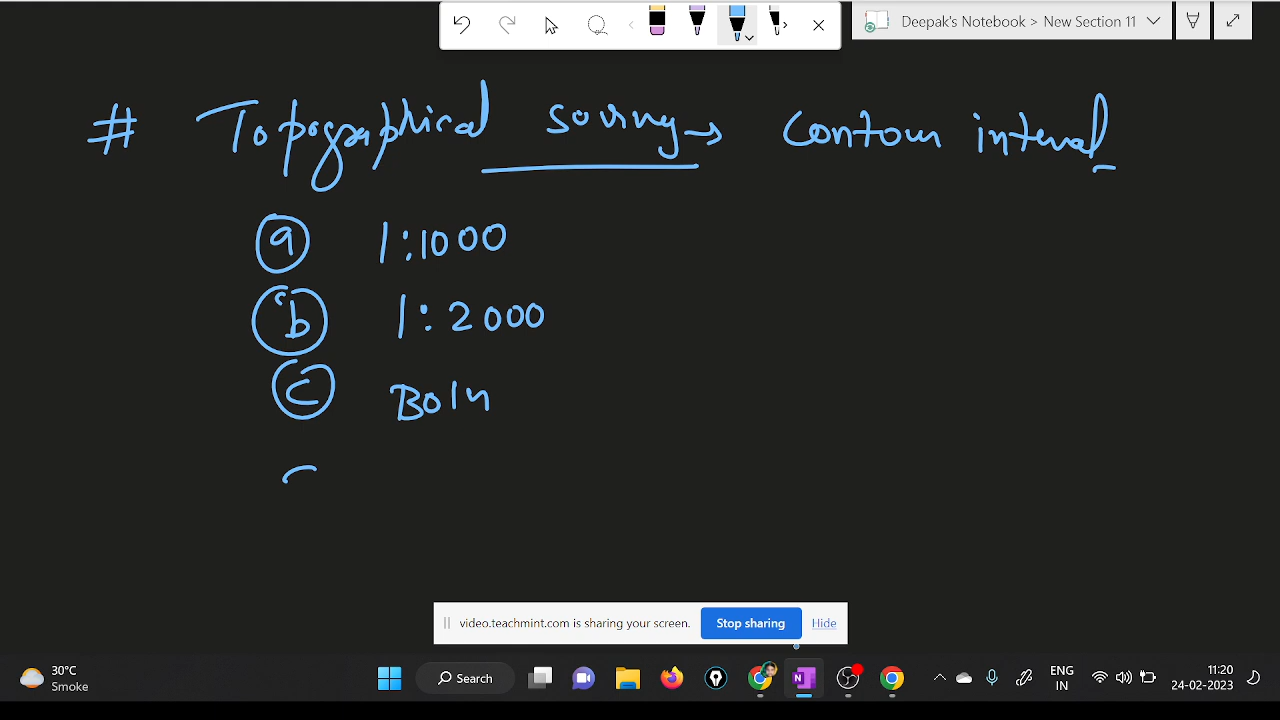 Deepak's Notebook > New Section 11
# Topographical survey → contour interval
a 1:1000
b 1:2000
c Both
video.teachmint.com is sharing your screen. Stop sharing Hide
30°C
Smoke
Search
ENG
IN
11:20
24-02-2023